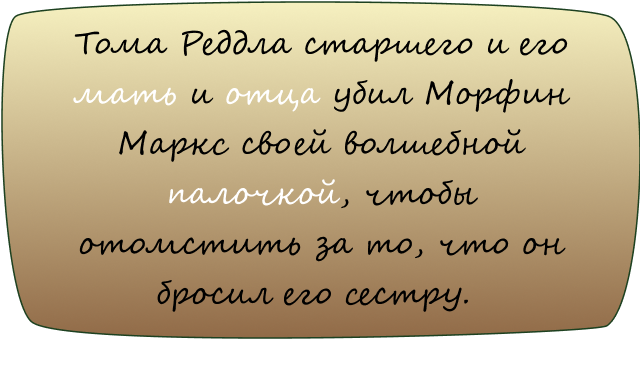 Тома Реддла старшего и его
мать и отца убил Морфин
Маркс своей волшебной
палочкой, чтобы
отомстить за то, что он
бросил его сестру.